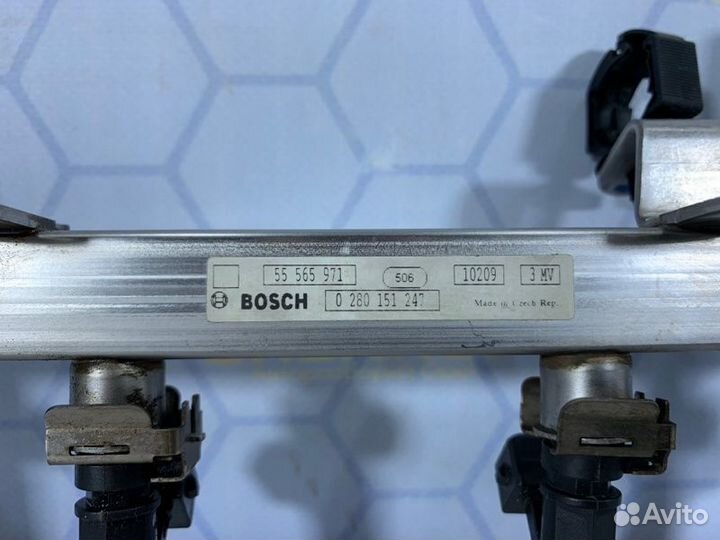 55 565 971 506 10209 3 MV
BOSCH 0 280 151 247 Made in Czech Rep.
Avito